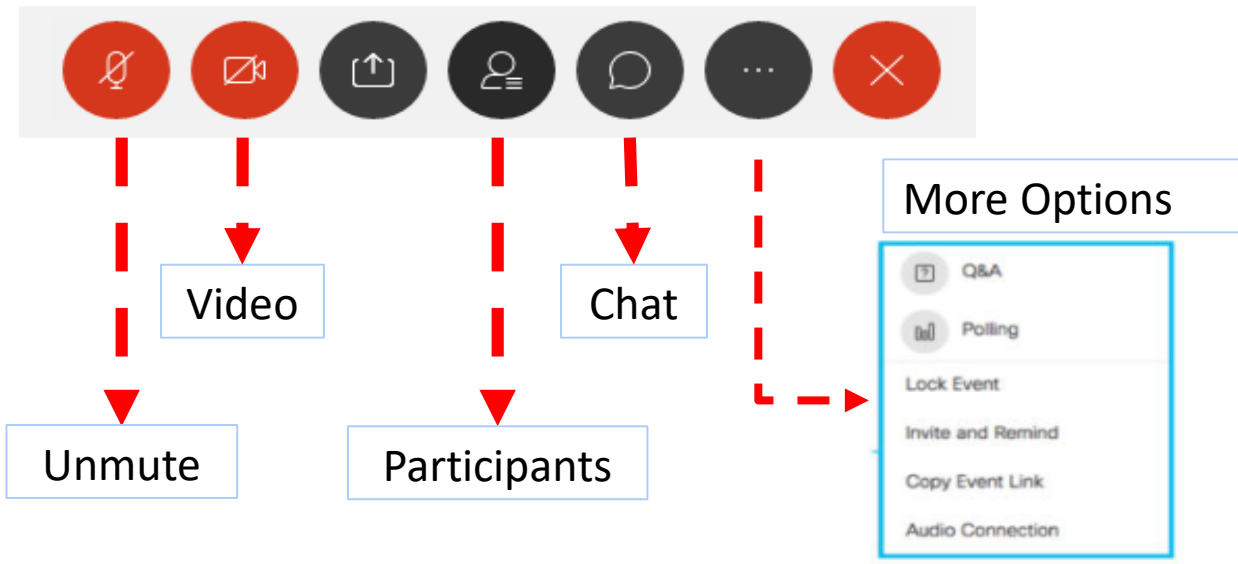 More Options
Q&A
Polling
Lock Event
Invite and Remind
Copy Event Link
Audio Connection
Video
Chat
Unmute
Participants